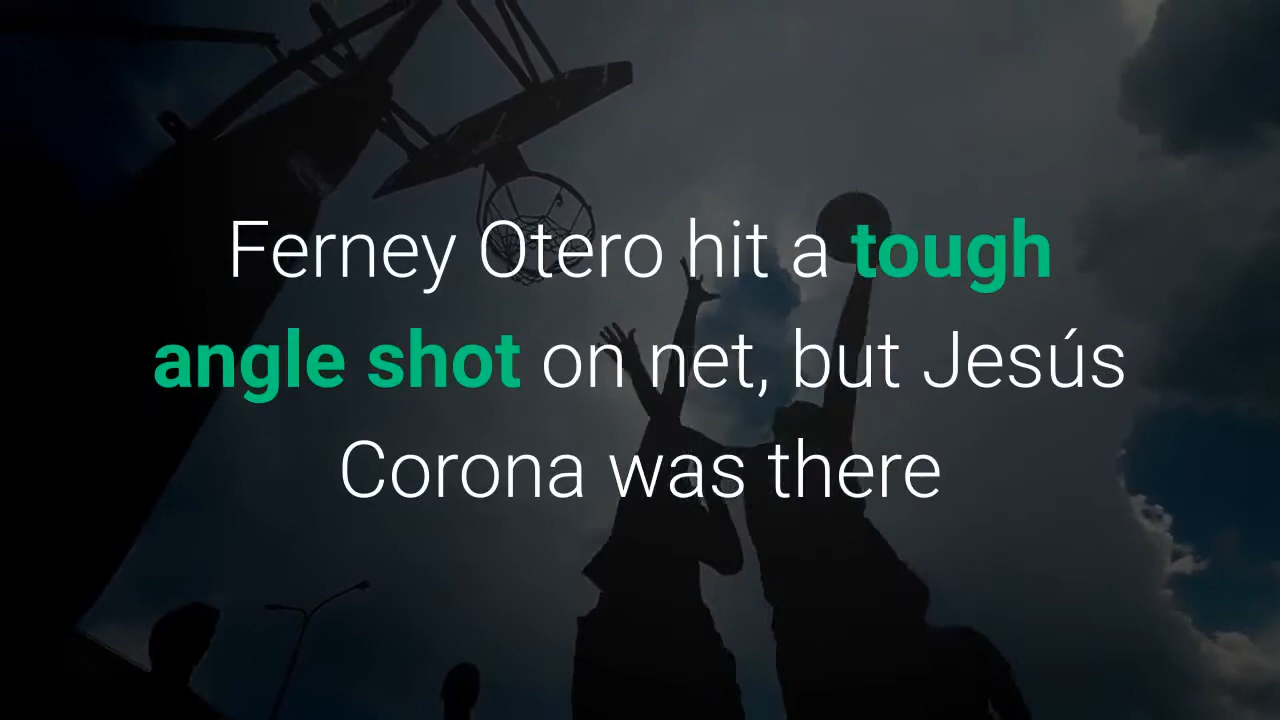 Ferney Otero hit a tough
angle shot on net, but Jesús
Corona was there